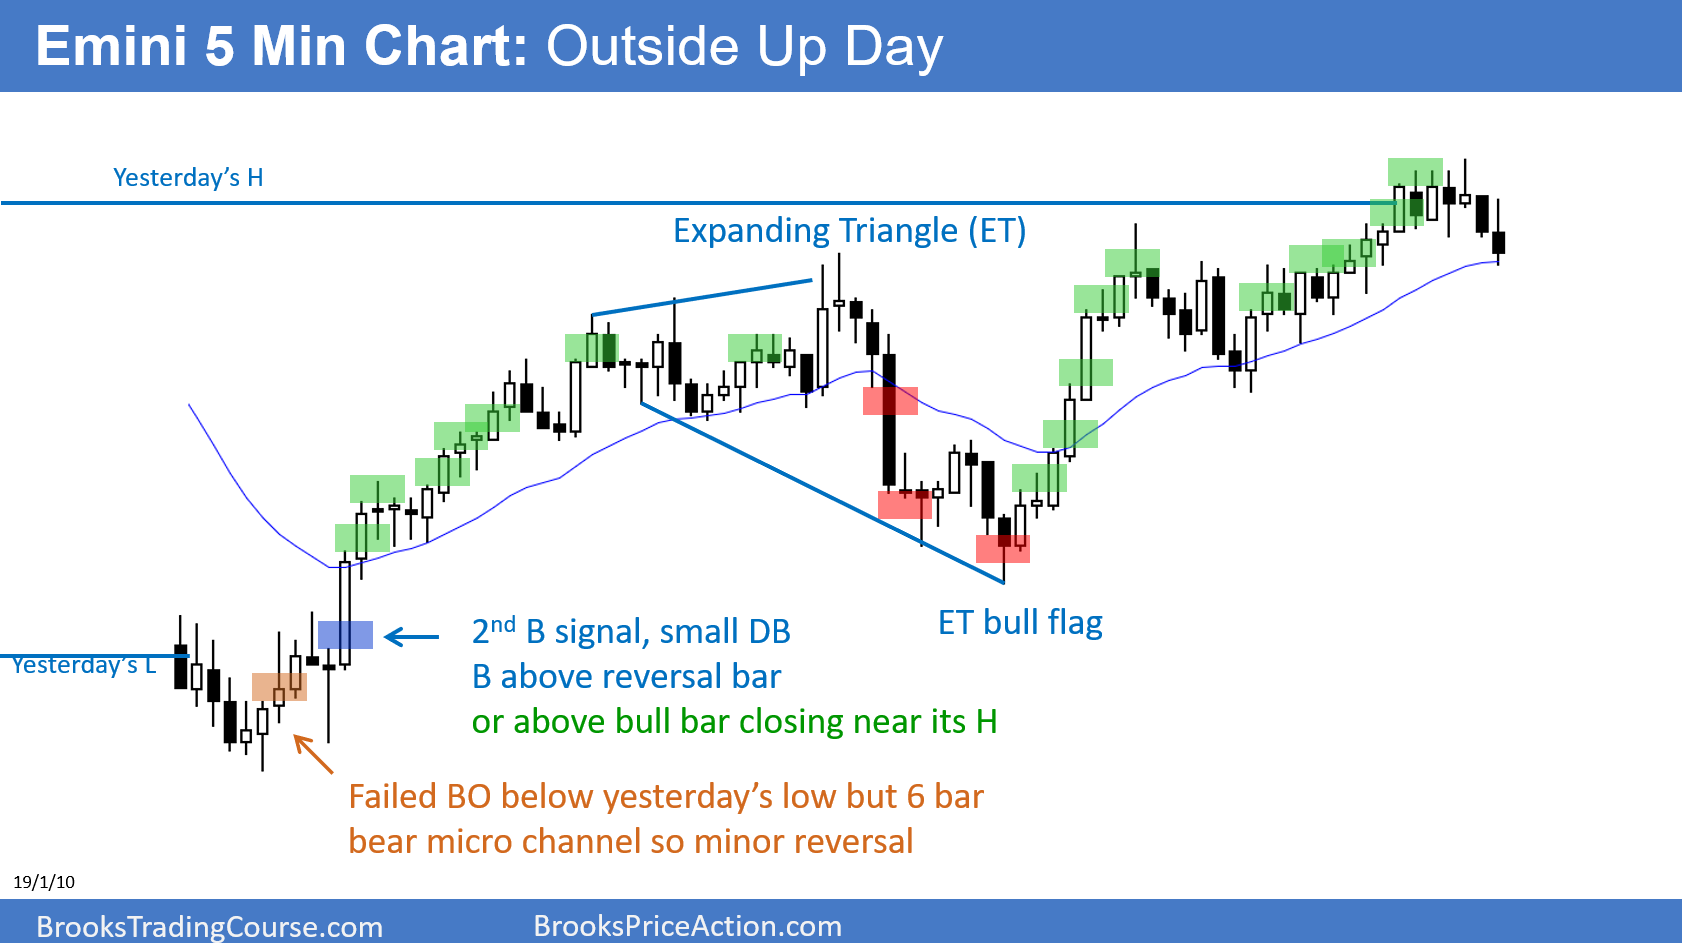 Emini 5 Min Chart: Outside Up Day
Yesterday's H
Expanding Triangle (ET)
Yesterday's L
2nd B signal, small DB
B above reversal bar
or above bull bar closing near its H
ET bull flag
Failed BO below yesterday's low but 6 bar
bear micro channel so minor reversal
19/1/10
BrooksTradingCourse.com
BrooksPriceAction.com